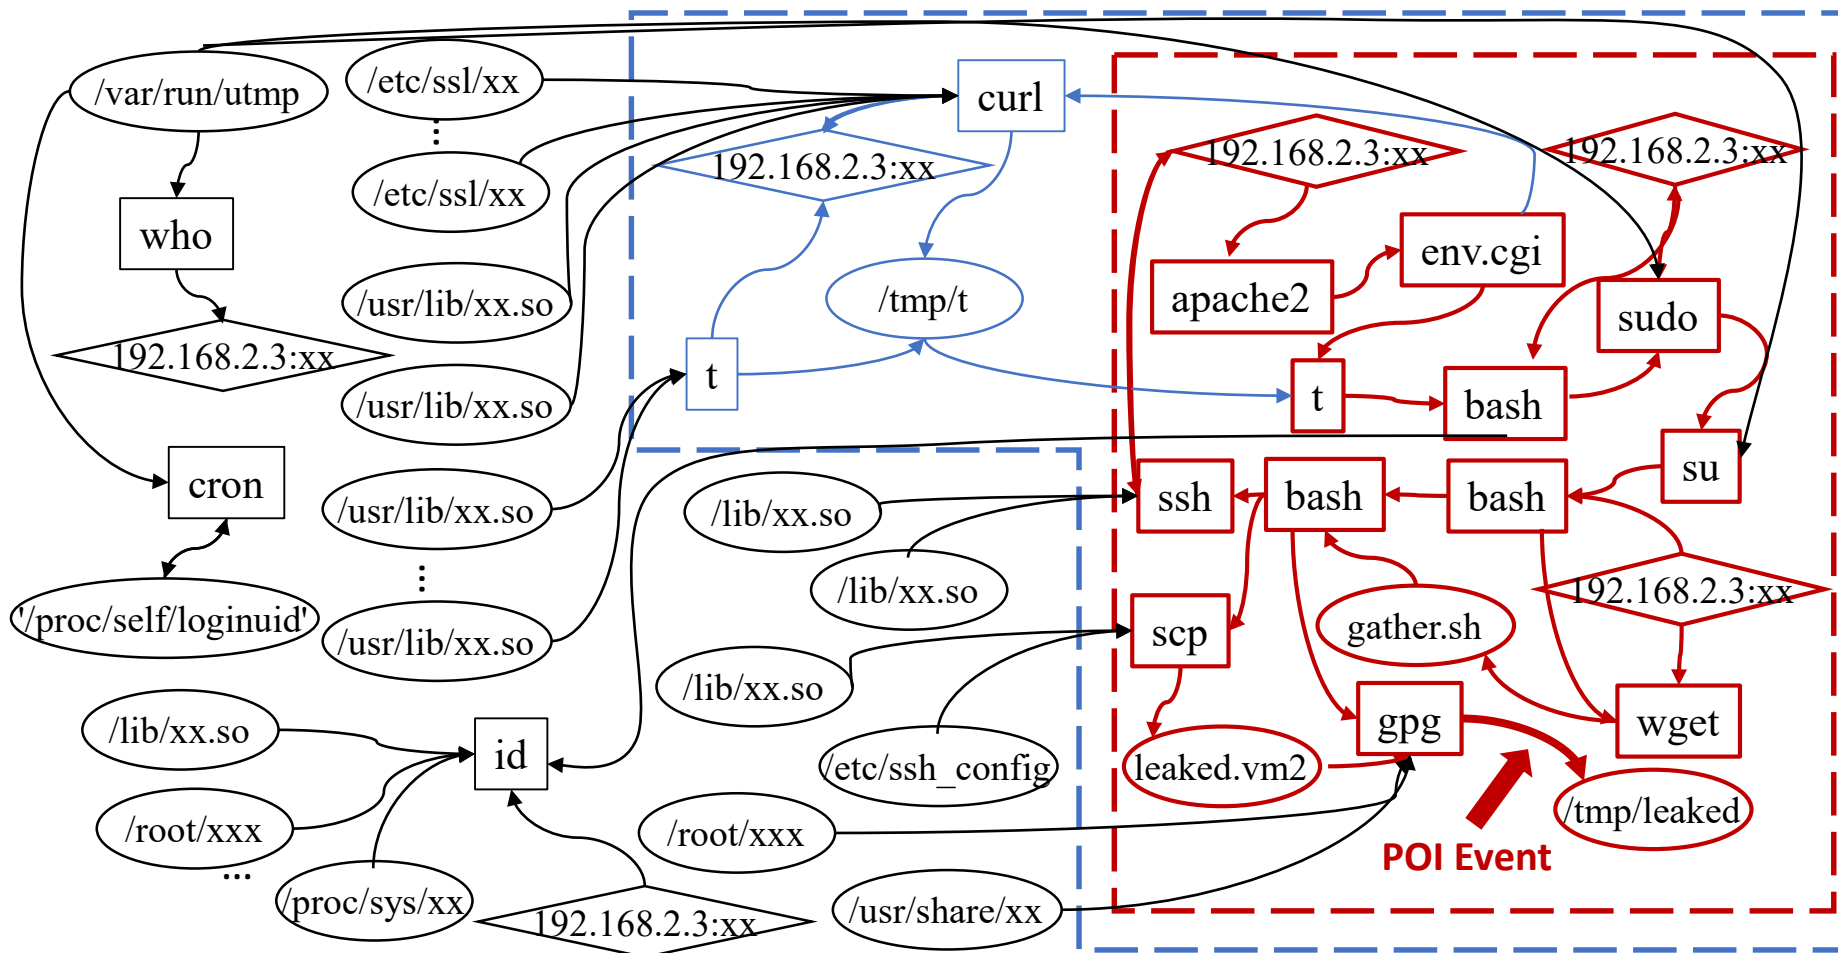 /var/run/utmp
/etc/ssl/xx
curl
⋮
192.168.2.3:xx
192.168.2.3:xx
192.168.2.3:xx
/etc/ssl/xx
who
env.cgi
/usr/lib/xx.so
/tmp/t
apache2
sudo
192.168.2.3:xx
t
t
bash
/usr/lib/xx.so
cron
/usr/lib/xx.so
/lib/xx.so
ssh
bash
bash
su
⋮
/lib/xx.so
192.168.2.3:xx
'/proc/self/loginuid'
/usr/lib/xx.so
scp
gather.sh
/lib/xx.so
/lib/xx.so
id
gpg
wget
/etc/ssh_config
leaked.vm2
/root/xxx
/root/xxx
/tmp/leaked
POI Event
...
/proc/sys/xx
192.168.2.3:xx
/usr/share/xx